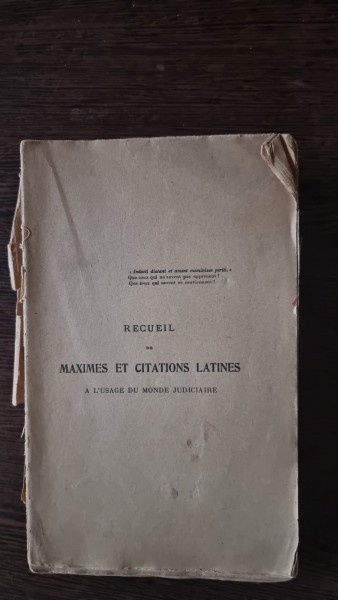 « Indocti discant et ament meminisse periti. »
Que ceux qui ne savent pas apprennent !
Que ceux qui savent se souviennent !
RECUEIL
DE
MAXIMES ET CITATIONS LATINES
A L'USAGE DU MONDE JUDICIAIRE